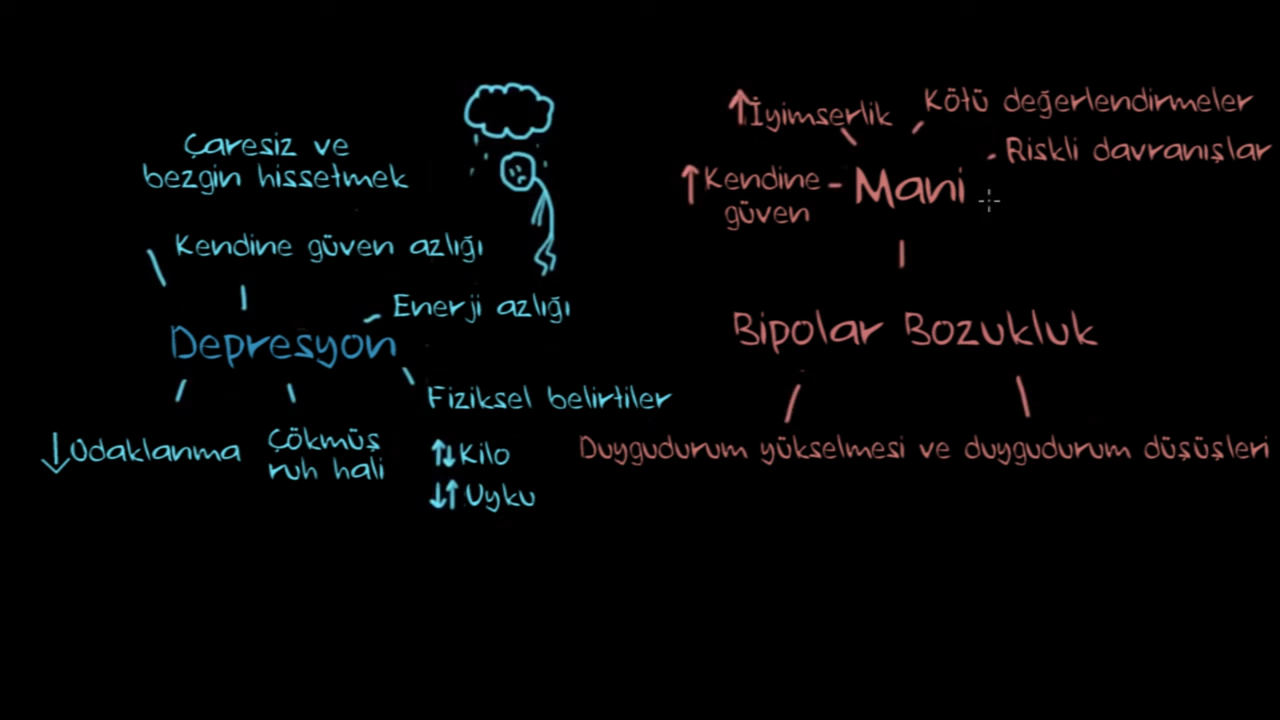 Çaresiz ve
bezgin hissetmek
Kendine güven azlığı
Enerji azlığı
Depresyon
Fiziksel belirtiler
↑↓Kilo
↓↑Uyku
↓Odaklanma
Çökmüş
ruh hali
↑İyimserlik
Kötü değerlendirmeler
Riskli davranışlar
↑Kendine
güven
Mani
Bipolar Bozukluk
Duygudurum yükselmesi ve duygudurum düşüşleri